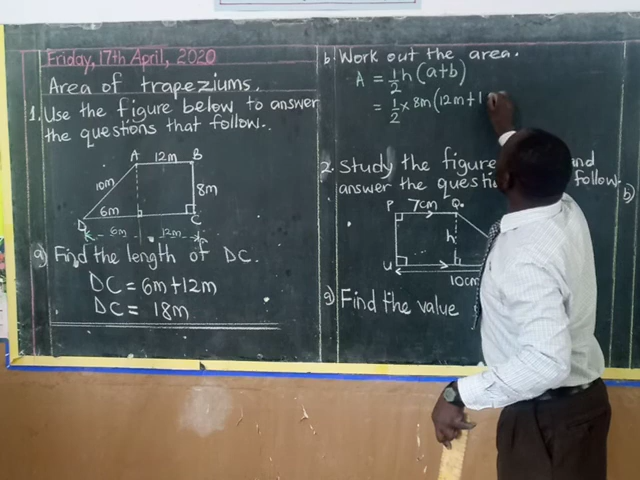 Friday, 17th April, 2020
Area of trapeziums.
1. Use the figure below to answer
the questions that follow.
A 12m B
10m
8m
D 6m C
6m 12m
a) Find the length of DC.
DC = 6m+12m
DC = 18m
b. Work out the area.
A = 1/2 h (a+b)
= 1/2 × 8m (12m+1
2. Study the figure and
answer the questi follow.
P 7cm Q
h
U
10cm
a) Find the value
b)